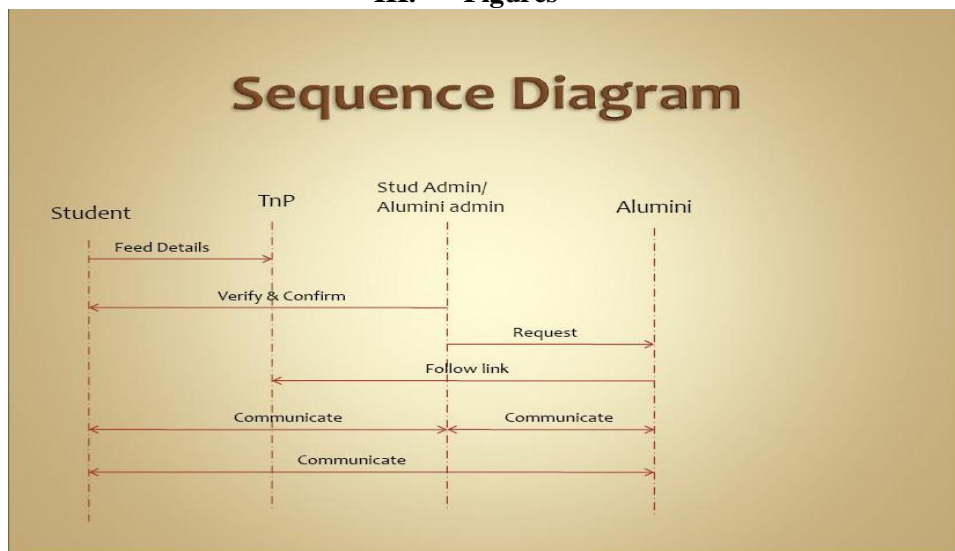 III. Figures
Sequence Diagram
Student
TnP
Stud Admin/
Alumini admin
Alumini
Feed Details
Verify & Confirm
Request
Follow link
Communicate
Communicate
Communicate